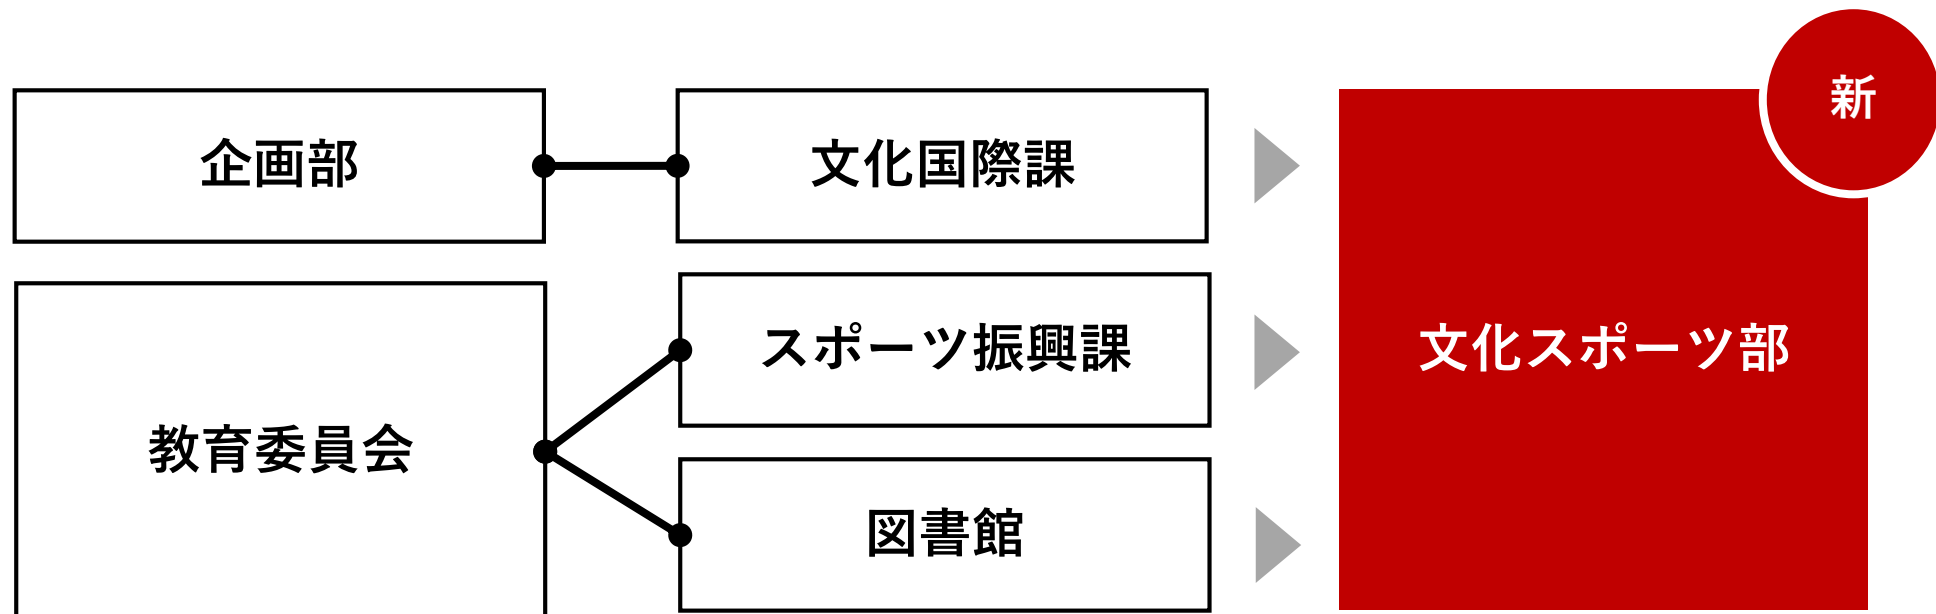 新
企画部
文化国際課
スポーツ振興課
文化スポーツ部
教育委員会
図書館